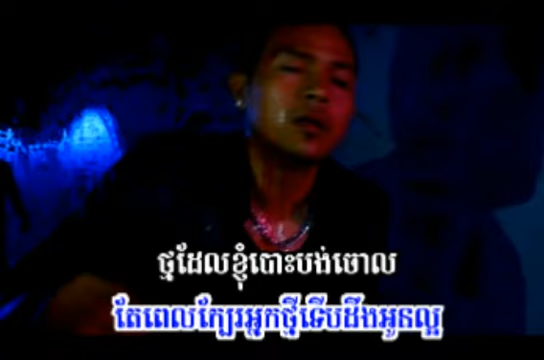 ថ្មដែលខ្ញុំបោះបង់ចោល
តែពេលក្បែរអ្នកថ្មីទើបដឹងអូនល្អ